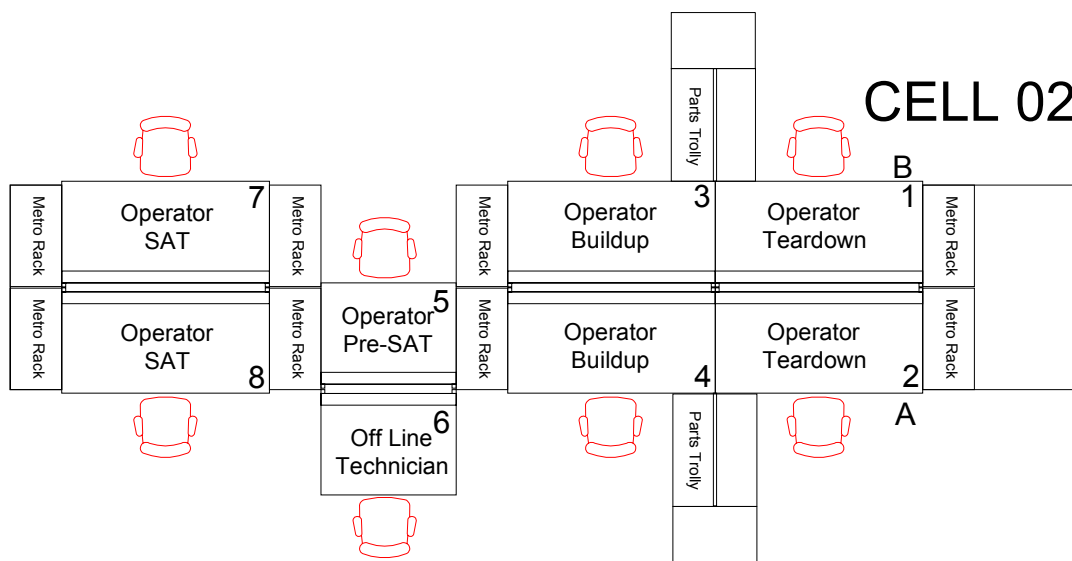 CELL 02
Parts Trolly
B
7
3
1
Operator
SAT
Operator
Buildup
Operator
Teardown
Metro Rack
Metro Rack
Metro Rack
Metro Rack
5
Operator
Pre-SAT
Operator
SAT
Operator
Buildup
Operator
Teardown
Metro Rack
Metro Rack
Metro Rack
Metro Rack
8
4
2
A
6
Off Line
Technician
Parts Trolly